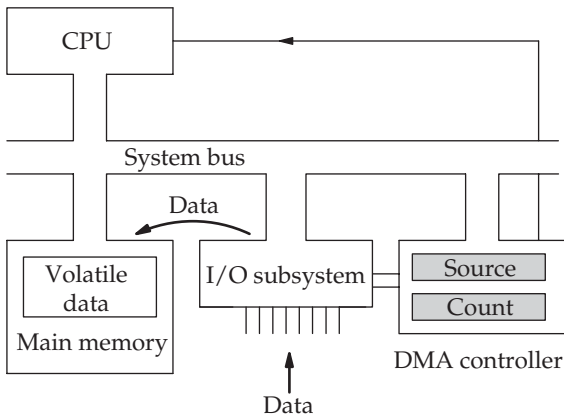 CPU
System bus
Data
Volatile
data
Main memory
I/O subsystem
Source
Count
DMA controller
Data